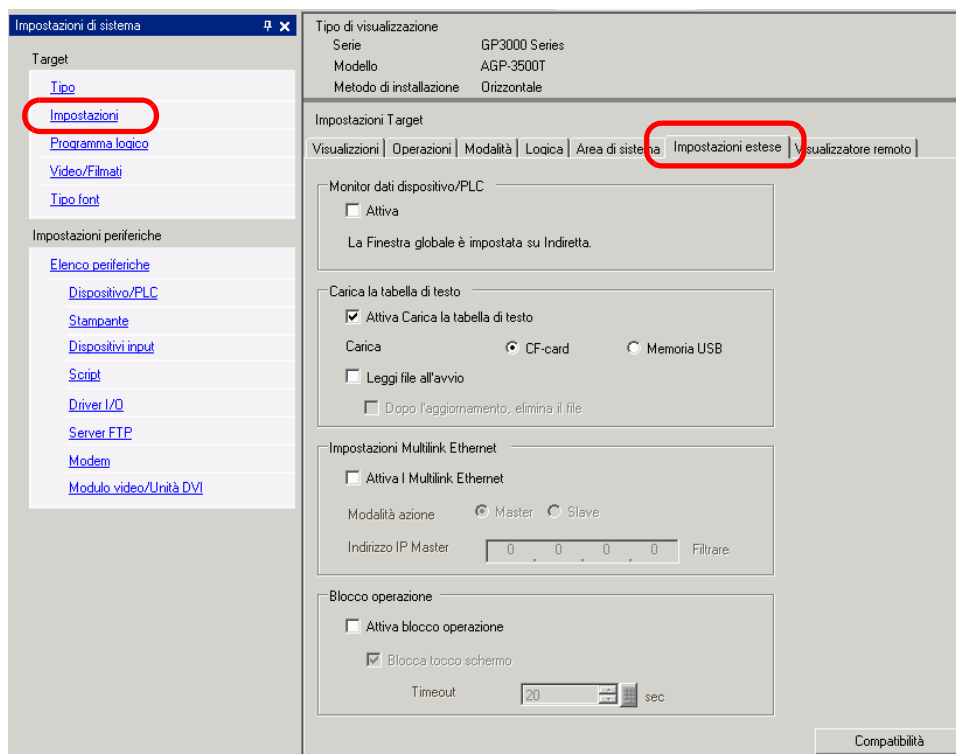 Impostazioni di sistema
Target
Tipo
Impostazioni
Programma logico
Video/Filmati
Tipo font
Impostazioni periferiche
Elenco periferiche
Dispositivo/PLC
Stampante
Dispositivi input
Script
Driver I/O
Server FTP
Modem
Modulo video/Unità DVI
Tipo di visualizzazione
Serie GP3000 Series
Modello AGP-3500T
Metodo di installazione Orizzontale
Impostazioni Target
Visualizzioni Operazioni Modalità Logica Area di sistema Impostazioni estese Visualizzatore remoto
Monitor dati dispositivo/PLC
Attiva
La Finestra globale è impostata su Indiretta.
Carica la tabella di testo
Attiva Carica la tabella di testo
Carica CF-card Memoria USB
Leggi file all'avvio
Dopo l'aggiornamento, elimina il file
Impostazioni Multilink Ethernet
Attiva I Multilink Ethernet
Modalità azione Master Slave
Indirizzo IP Master 0 . 0 . 0 . 0 Filtrare
Blocco operazione
Attiva blocco operazione
Blocca tocco schermo
Timeout 20 sec
Compatibilità